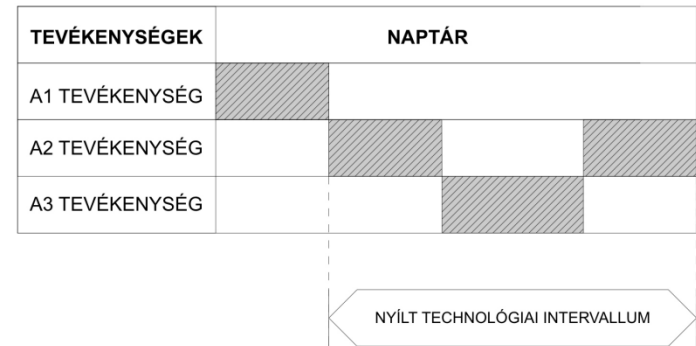 TEVÉKENYSÉGEK NAPTÁR
A1 TEVÉKENYSÉG
A2 TEVÉKENYSÉG
A3 TEVÉKENYSÉG
NYÍLT TECHNOLÓGIAI INTERVALLUM